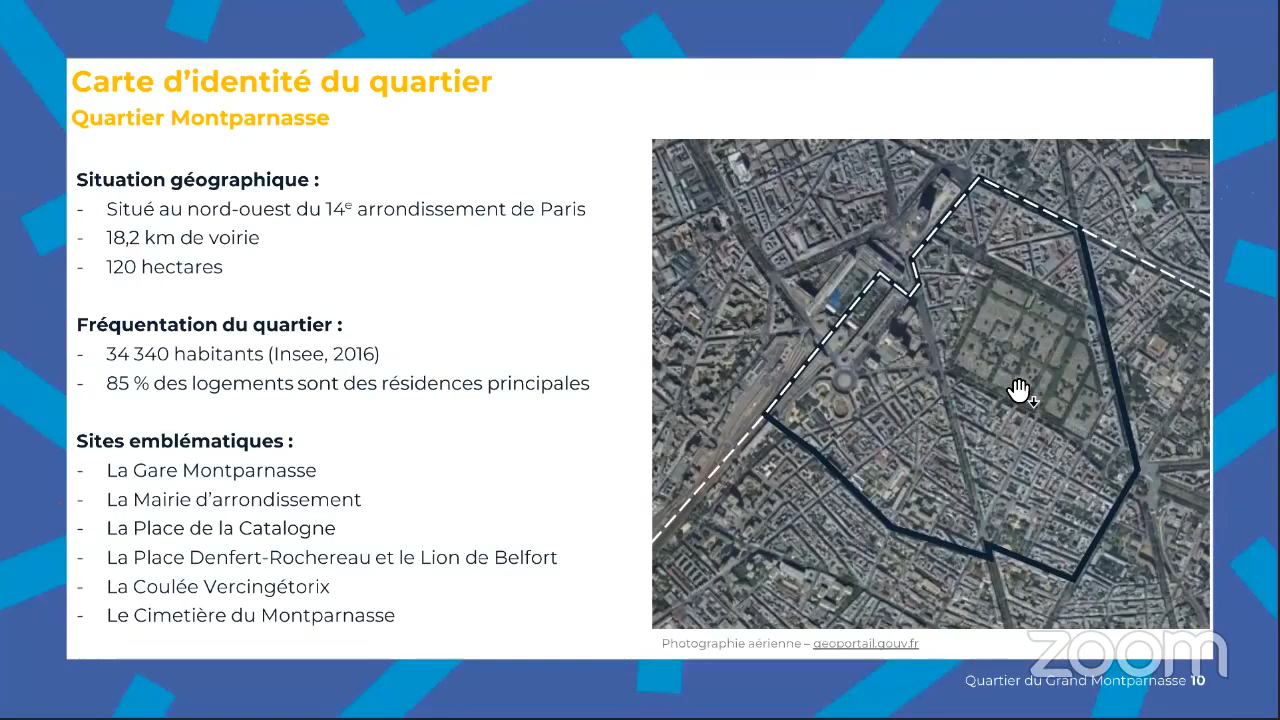 Carte d’identité du quartier
Quartier Montparnasse
Situation géographique :
- Situé au nord-ouest du 14e arrondissement de Paris
- 18,2 km de voirie
- 120 hectares
Fréquentation du quartier :
- 34 340 habitants (Insee, 2016)
- 85 % des logements sont des résidences principales
Sites emblématiques :
- La Gare Montparnasse
- La Mairie d’arrondissement
- La Place de la Catalogne
- La Place Denfert-Rochereau et le Lion de Belfort
- La Coulée Vercingétorix
- Le Cimetière du Montparnasse
Photographie aérienne – geoportail.gouv.fr
zoom
Quartier du Grand Montparnasse 10